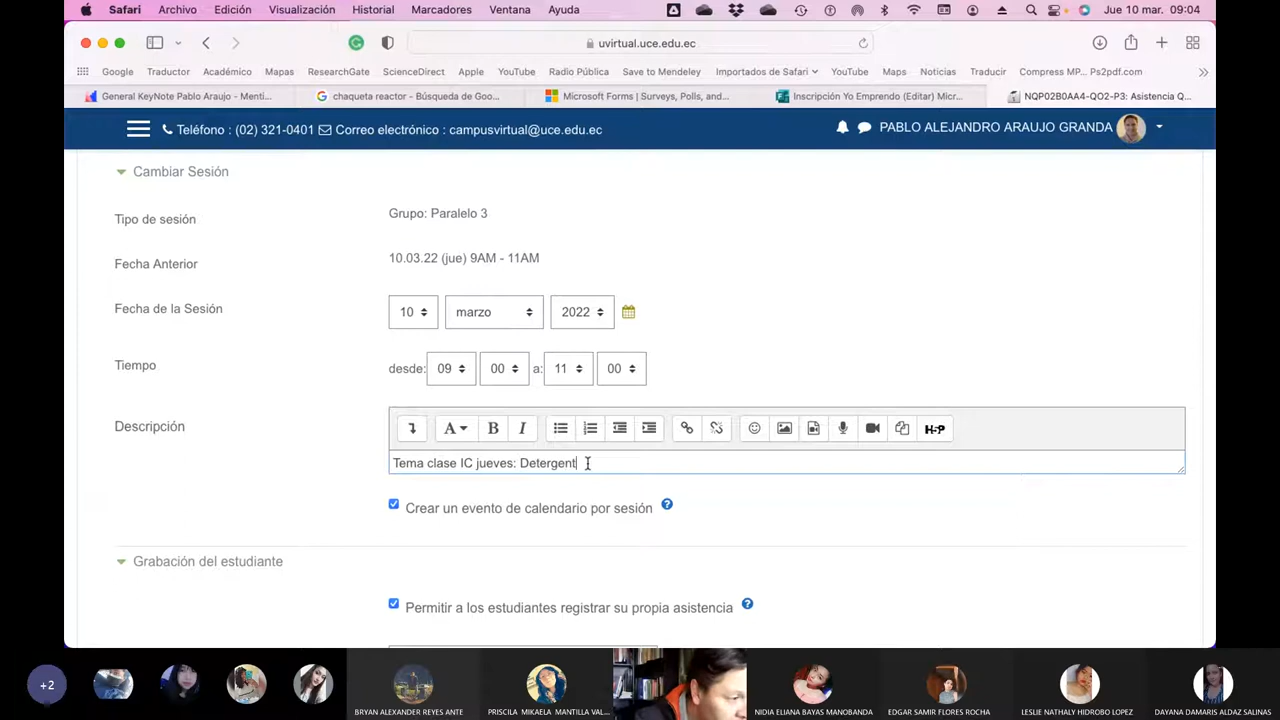 Safari Archivo Edición Visualización Historial Marcadores Ventana Ayuda Jue 10 mar. 09:04
uvirtual.uce.edu.ec
Google Traductor Académico Mapas ResearchGate ScienceDirect Apple YouTube Radio Pública Save to Mendeley Importados de Safari YouTube Maps Noticias Traducir Compress MP... Ps2pdf.com
General KeyNote Pablo Araujo - Menti... chaqueta reactor - Búsqueda de Goo... Microsoft Forms | Surveys, Polls, and... Inscripción Yo Emprendo (Editar) Micr... NQP02B0AA4-QO2-P3: Asistencia Q...
Teléfono : (02) 321-0401 Correo electrónico : campusvirtual@uce.edu.ec PABLO ALEJANDRO ARAUJO GRANDA
Cambiar Sesión
Tipo de sesión Grupo: Paralelo 3
Fecha Anterior 10.03.22 (jue) 9AM - 11AM
Fecha de la Sesión 10 marzo 2022
Tiempo desde: 09 00 a: 11 00
Descripción A B I H-P
Tema clase IC jueves: Detergent
Crear un evento de calendario por sesión
Grabación del estudiante
Permitir a los estudiantes registrar su propia asistencia
+2
BRYAN ALEXANDER REYES ANTE PRISCILA MIKAELA MANTILLA VAL... NIDIA ELIANA BAYAS MANOBANDA EDGAR SAMIR FLORES ROCHA LESLIE NATHALY HIDROBO LOPEZ DAYANA DAMARIS ALDAZ SALINAS